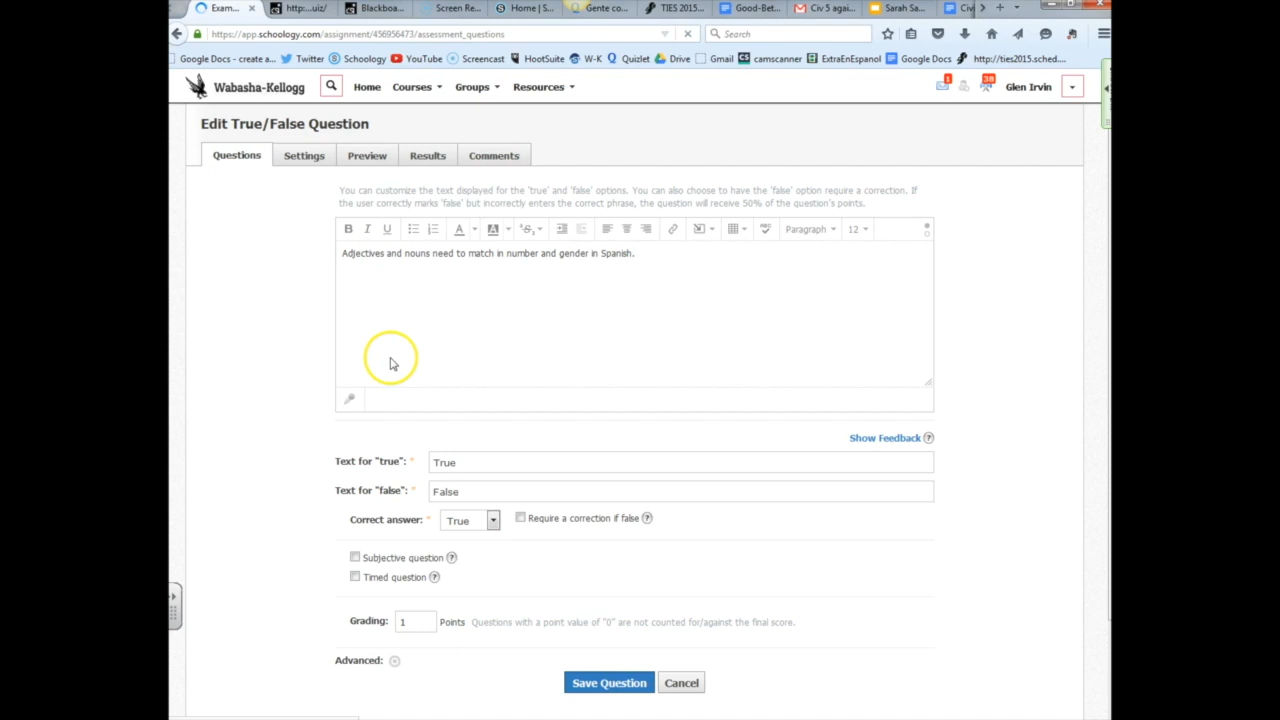 Exam... http:...uiz/ Blackboa... Screen Re... Home | S... Gente co... TIES 2015... Good-Bet... Civ 5 agai... Sarah Sa... Civi
https://app.schoology.com/assignment/456956473/assessment_questions Search
Google Docs - create a... Twitter Schoology YouTube Screencast HootSuite W-K Quizlet Drive Gmail camscanner ExtraEnEspanol Google Docs http://ties2015.sched....
Wabasha-Kellogg Home Courses Groups Resources 1 38 Glen Irvin
Edit True/False Question
Questions Settings Preview Results Comments
You can customize the text displayed for the 'true' and 'false' options. You can also choose to have the 'false' option require a correction. If
the user correctly marks 'false' but incorrectly enters the correct phrase, the question will receive 50% of the question's points.
B I U A A Paragraph 12
Adjectives and nouns need to match in number and gender in Spanish.
Show Feedback ?
Text for "true": * True
Text for "false": * False
Correct answer: * True Require a correction if false ?
Subjective question ?
Timed question ?
Grading: 1 Points Questions with a point value of "0" are not counted for/against the final score.
Advanced:
Save Question Cancel